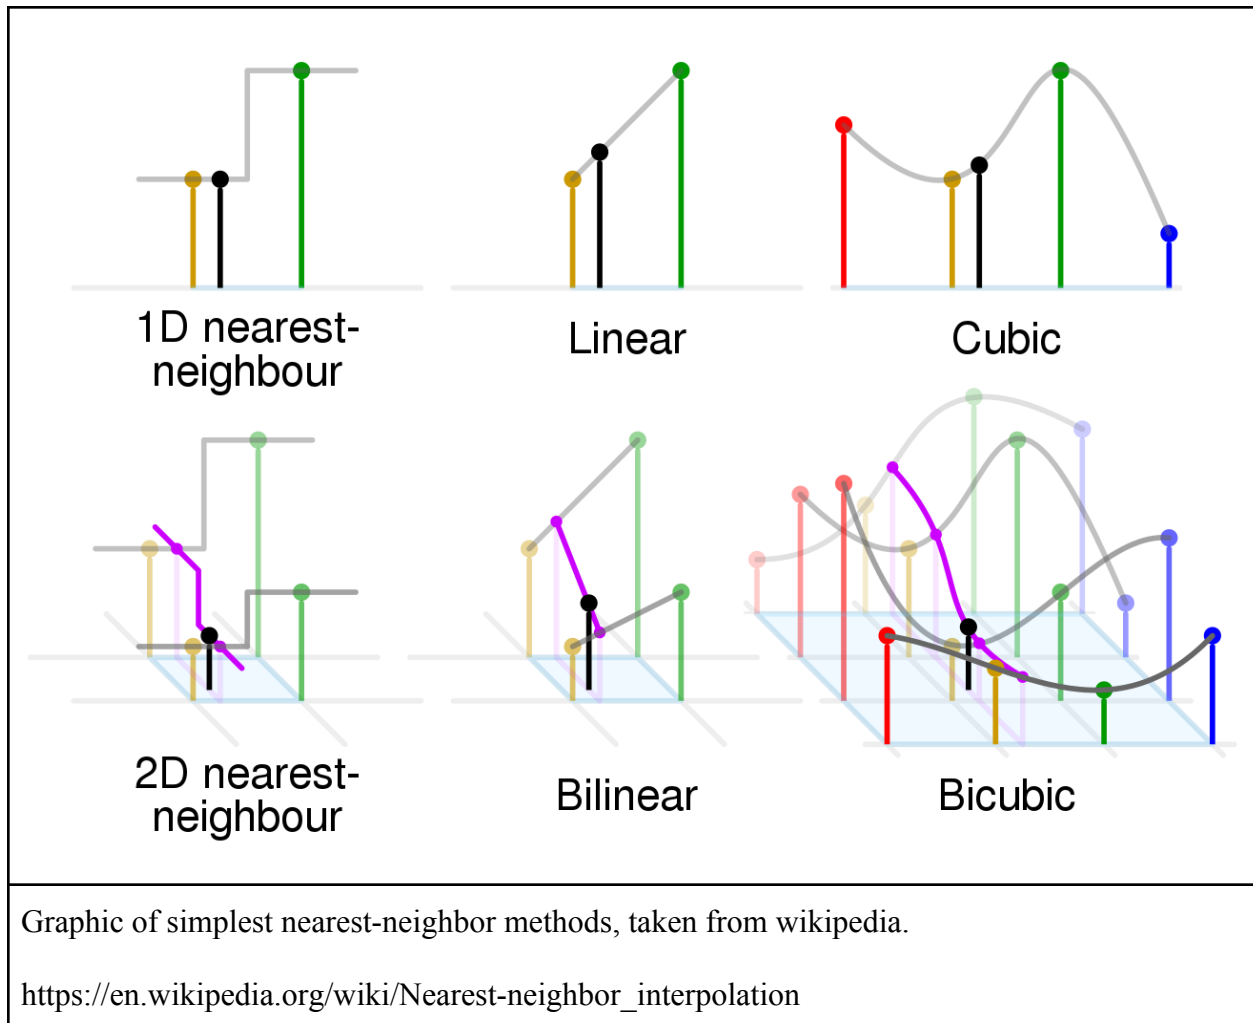 1D nearest-
neighbour
Linear
Cubic
2D nearest-
neighbour
Bilinear
Bicubic
Graphic of simplest nearest-neighbor methods, taken from wikipedia.
https://en.wikipedia.org/wiki/Nearest-neighbor_interpolation